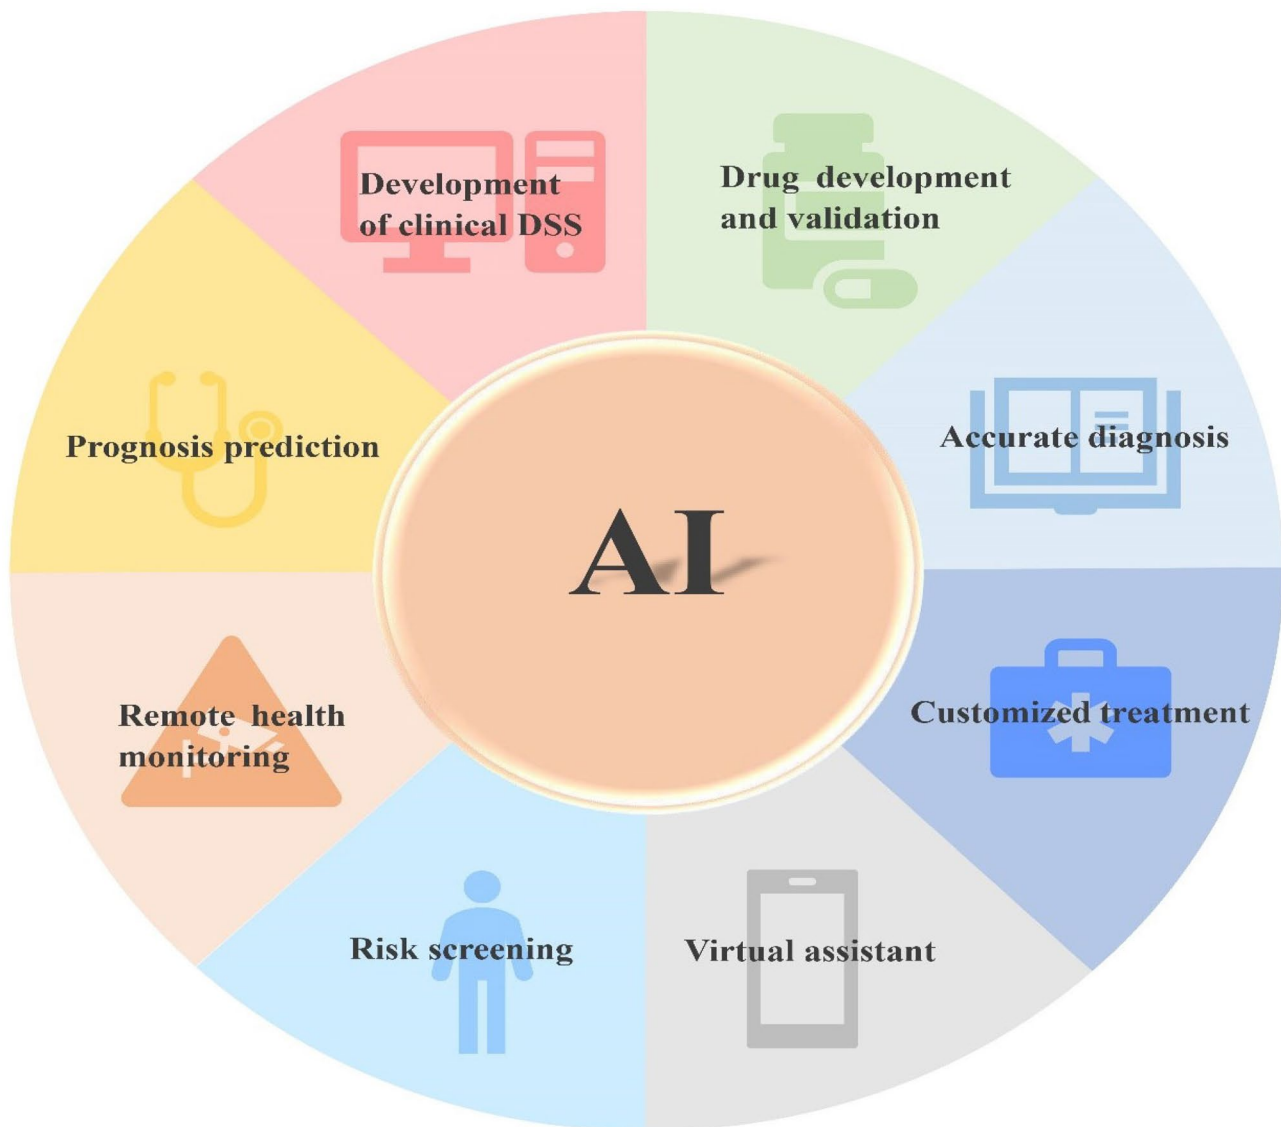 Development
of clinical DSS
Drug development
and validation
Prognosis prediction
Accurate diagnosis
AI
Remote health
monitoring
Customized treatment
Risk screening
Virtual assistant